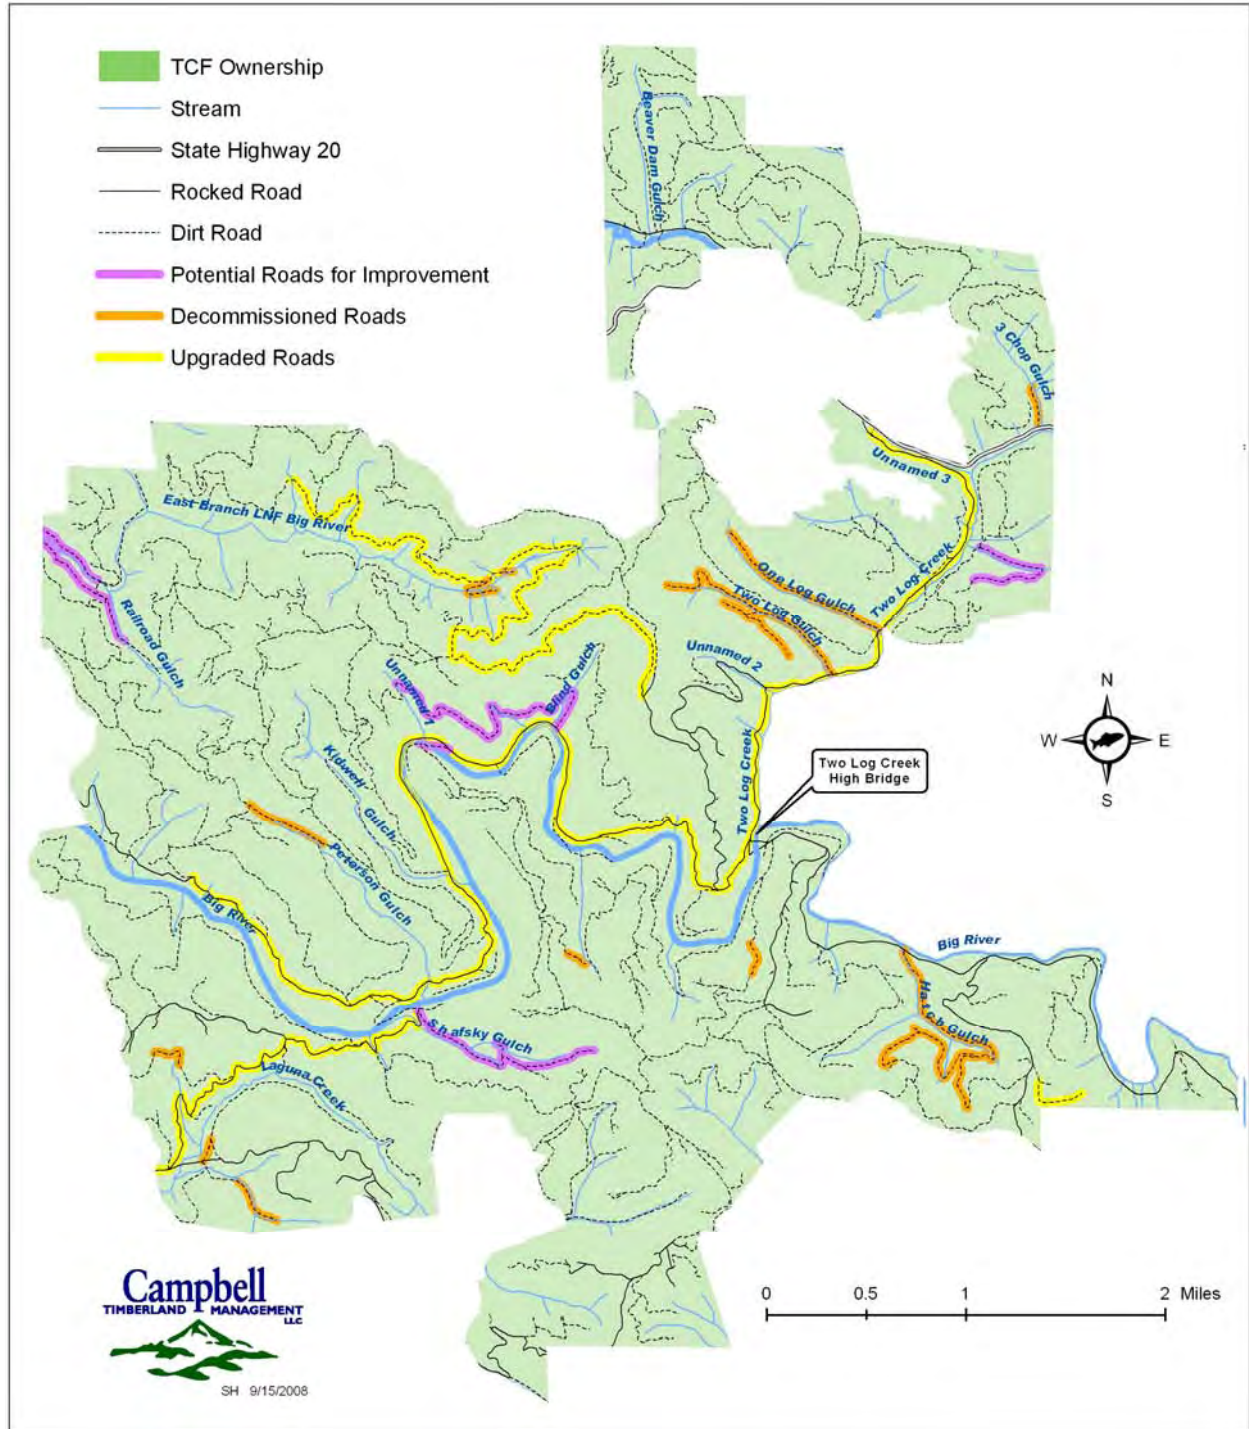 TCF Ownership
Stream
State Highway 20
Rocked Road
Dirt Road
Potential Roads for Improvement
Decommissioned Roads
Upgraded Roads
Beaver Dam Gulch
3 Chop Gulch
Unnamed 3
East Branch LNF Big River
One Log Gulch
Two Log Creek
Two Log Gulch
Railroad Gulch
Unnamed 2
Unnamed 1
Blind Gulch
N
W
E
S
Kidwell Gulch
Two Log Creek
Two Log Creek
High Bridge
Peterson Gulch
Big River
Big River
Hatch Gulch
Shafsky Gulch
Laguna Creek
Campbell
TIMBERLAND MANAGEMENT
LLC
SH 9/15/2008
0 0.5 1 2 Miles